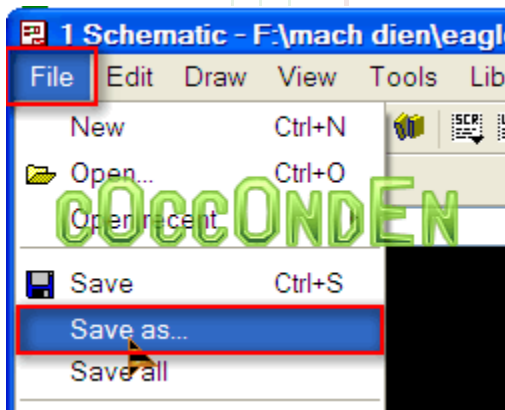 1 Schematic - F:\mach dien\eagl
File Edit Draw View Tools Lib
New Ctrl+N
Open... Ctrl+O
Open recent
cOccOndEn
Save Ctrl+S
Save as...
Save all